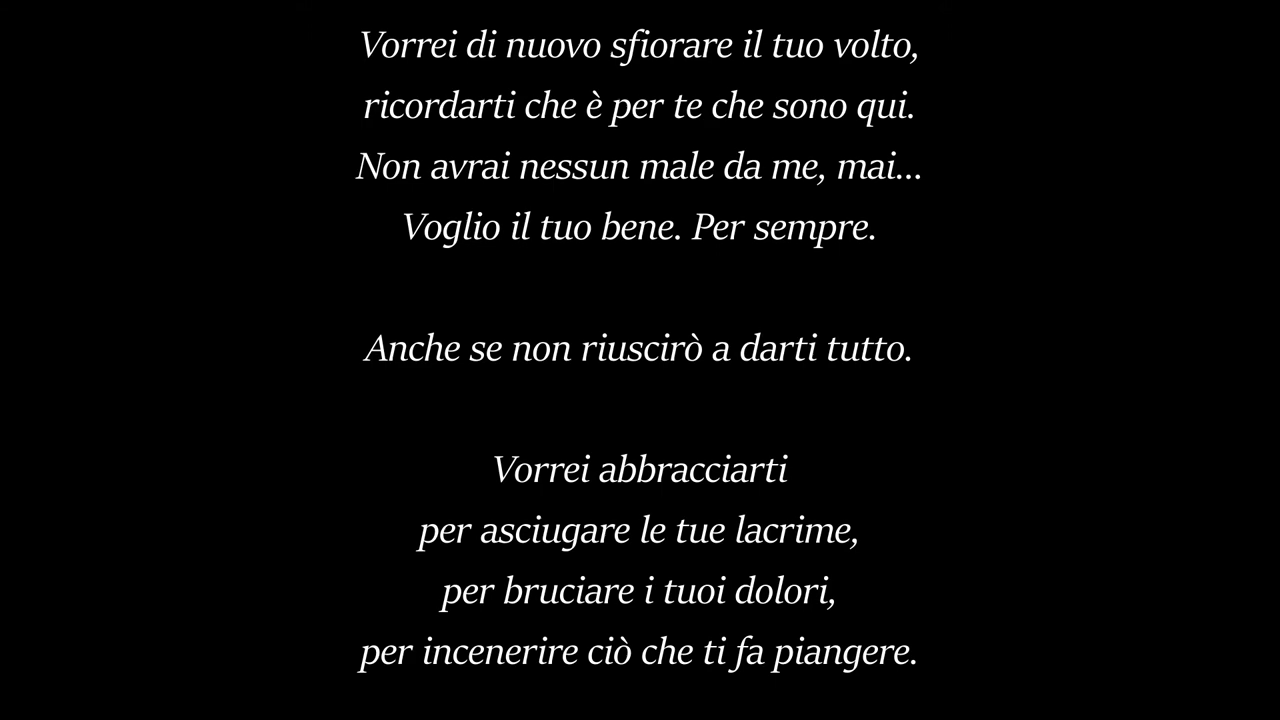 Vorrei di nuovo sfiorare il tuo volto,
ricordarti che è per te che sono qui.
Non avrai nessun male da me, mai...
Voglio il tuo bene. Per sempre.
Anche se non riuscirò a darti tutto.
Vorrei abbracciarti
per asciugare le tue lacrime,
per bruciare i tuoi dolori,
per incenerire ciò che ti fa piangere.